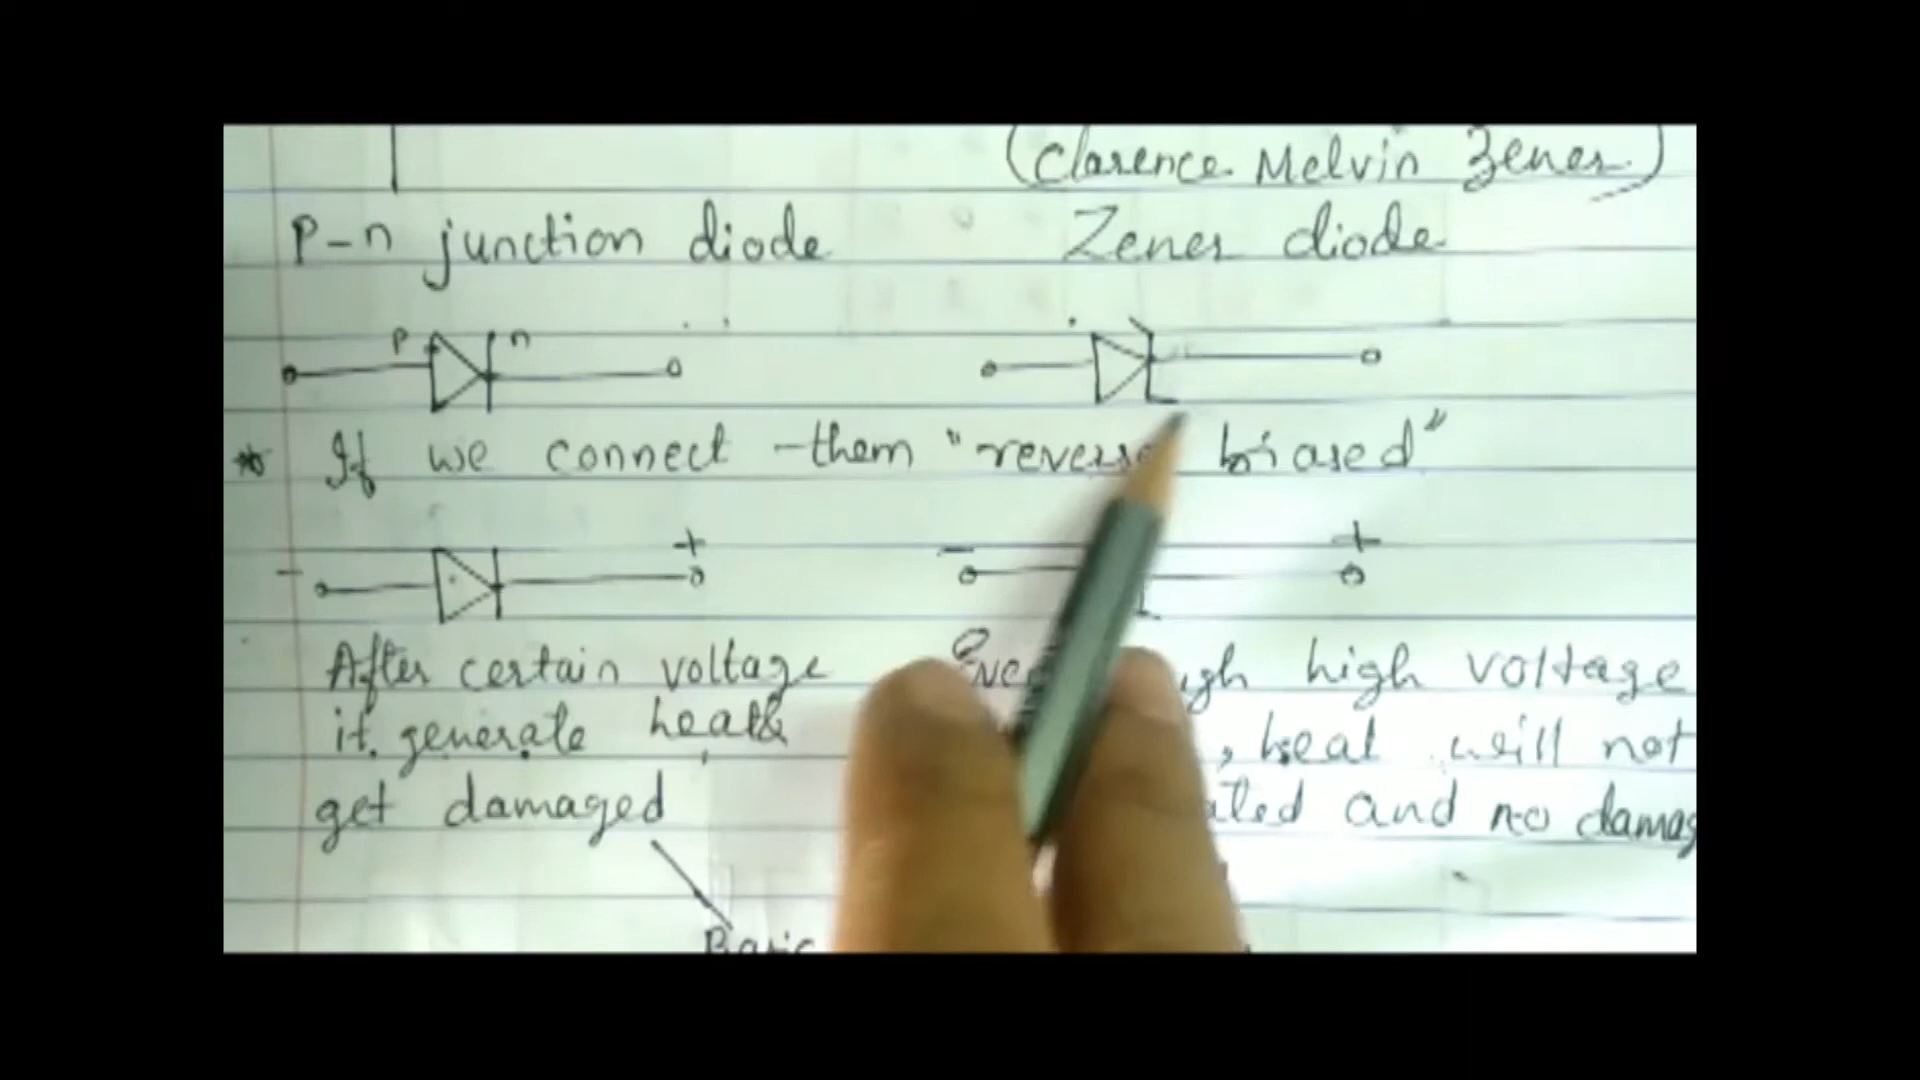 (Clarence Melvin Zener)
P-n junction diode Zener diode
P n
* If we connect them "reverse biased"
- + - +
After certain voltage high voltage
it generate heat & , heat will not
get damaged and no damag
Basic